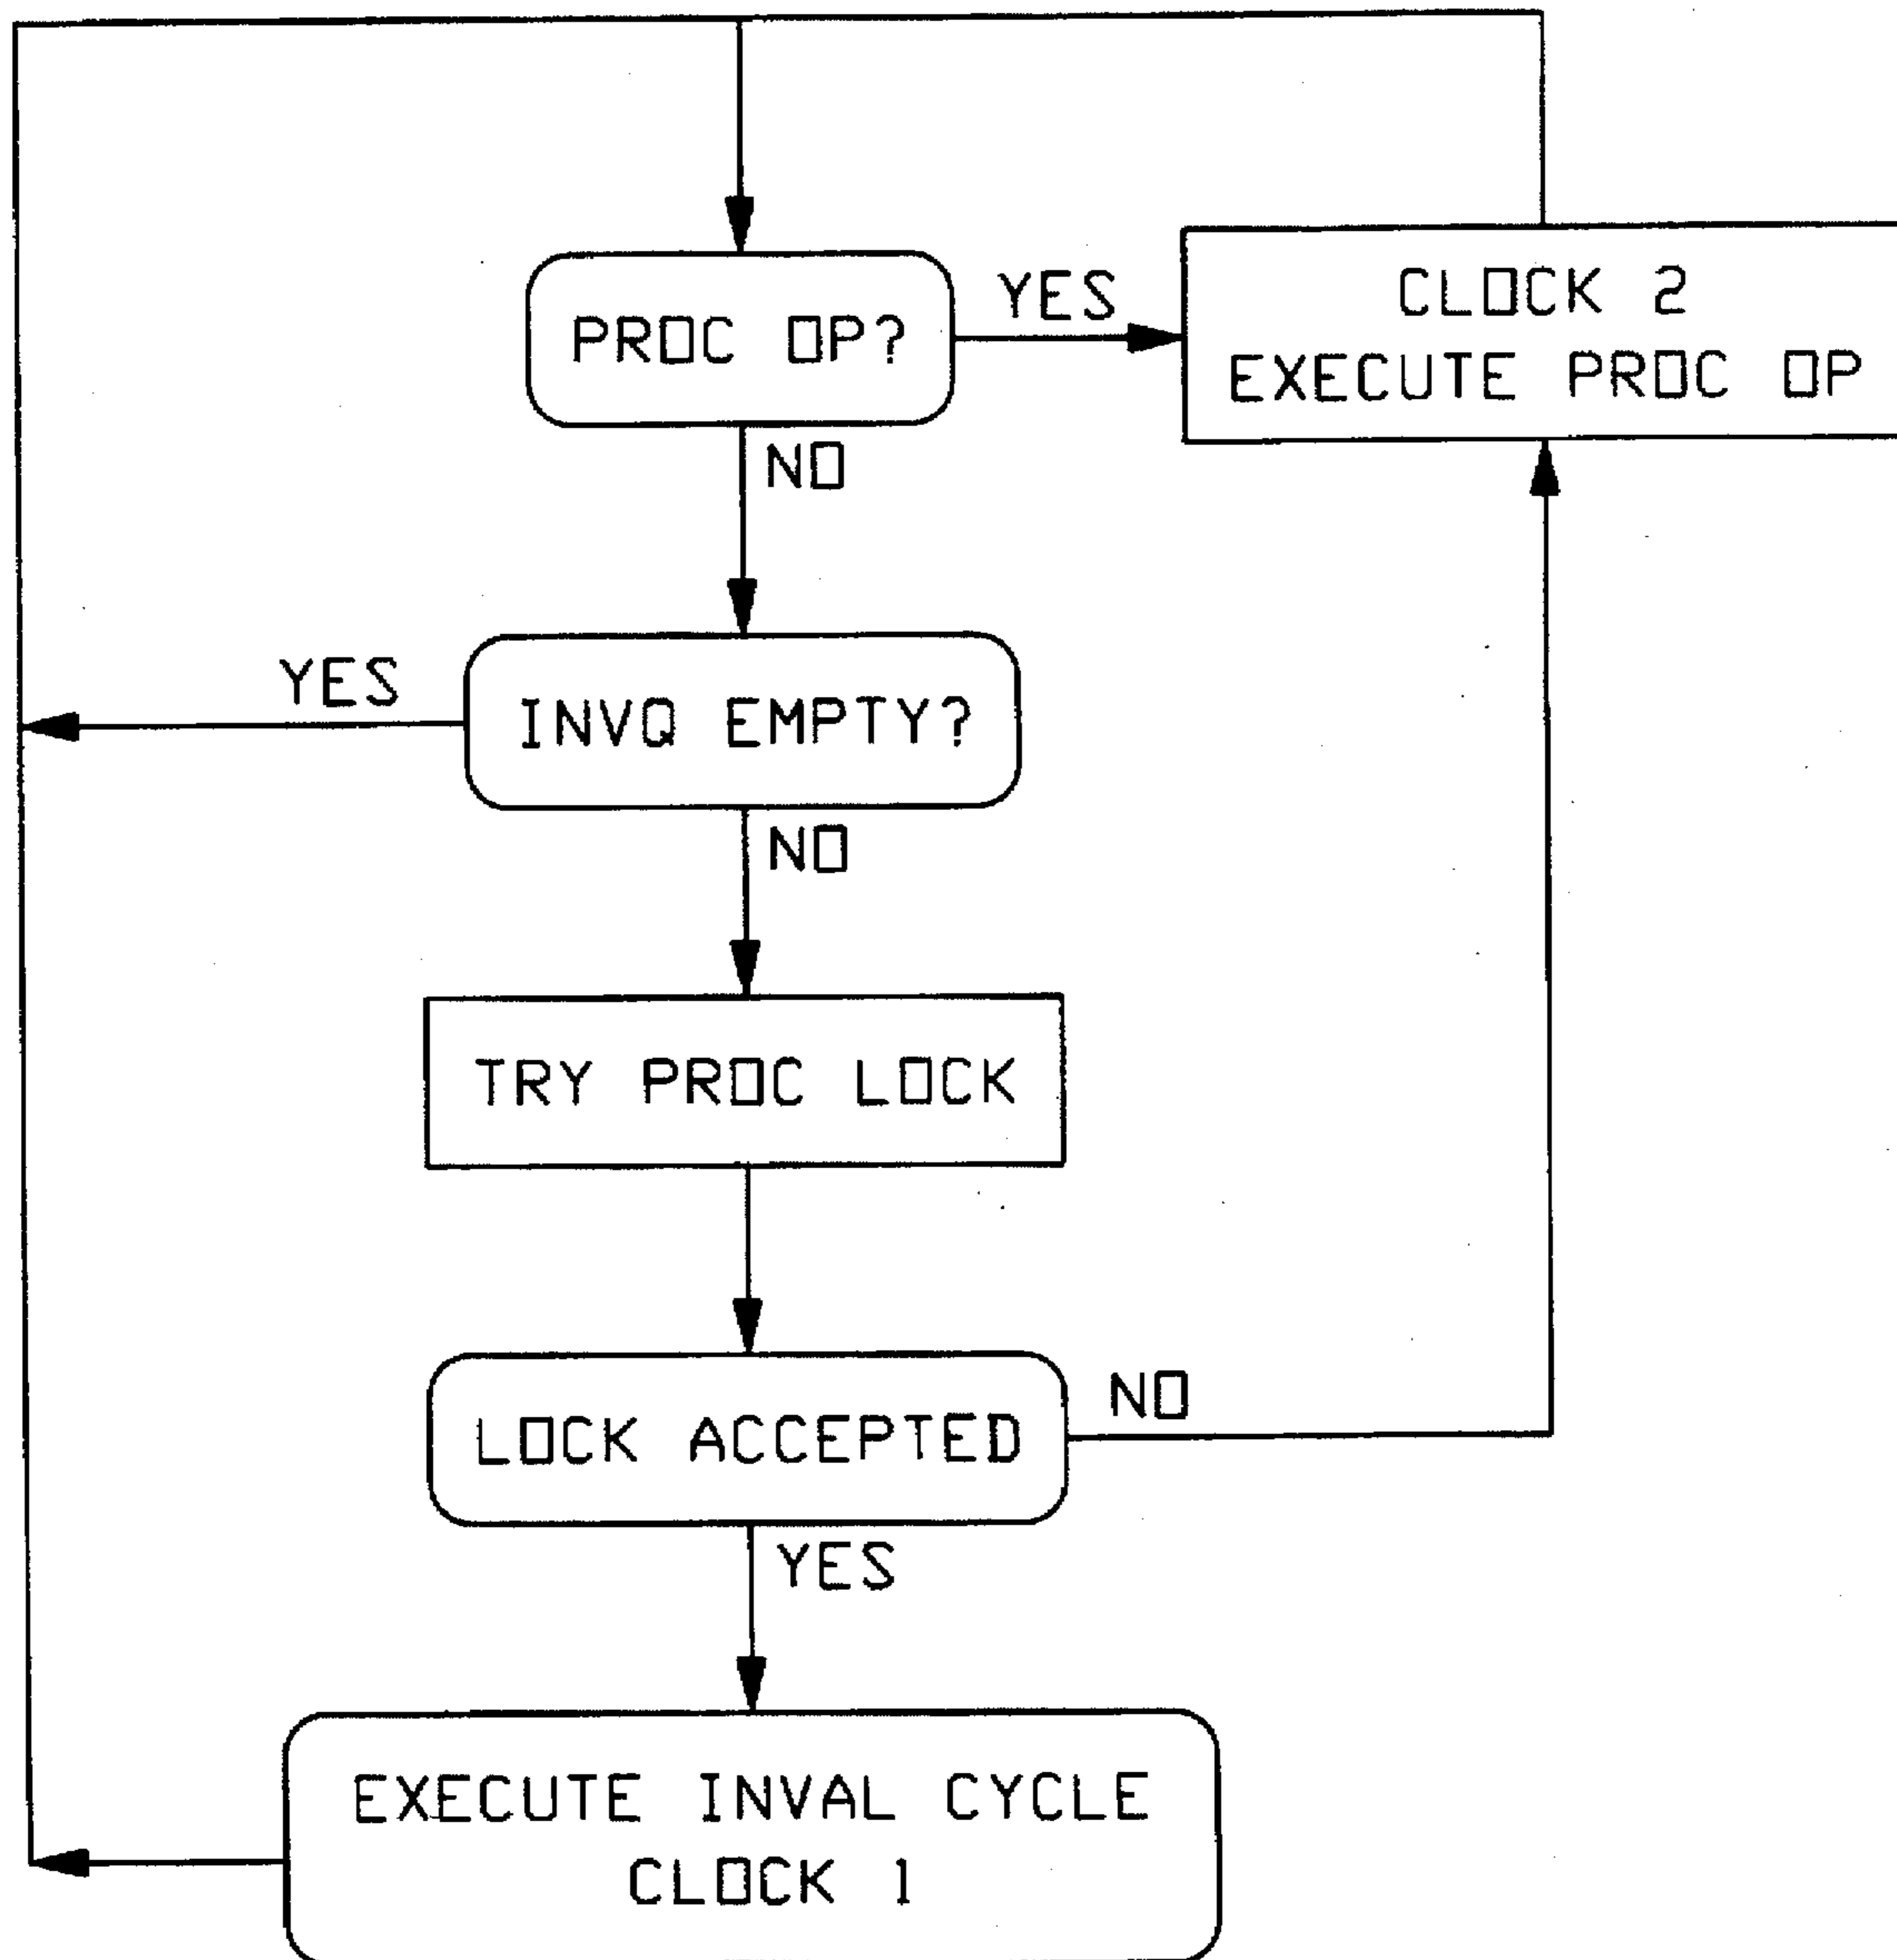 PROC OP?
YES
CLOCK 2
EXECUTE PROC OP
NO
YES
INVQ EMPTY?
NO
TRY PROC LOCK
LOCK ACCEPTED
NO
YES
EXECUTE INVAL CYCLE
CLOCK 1